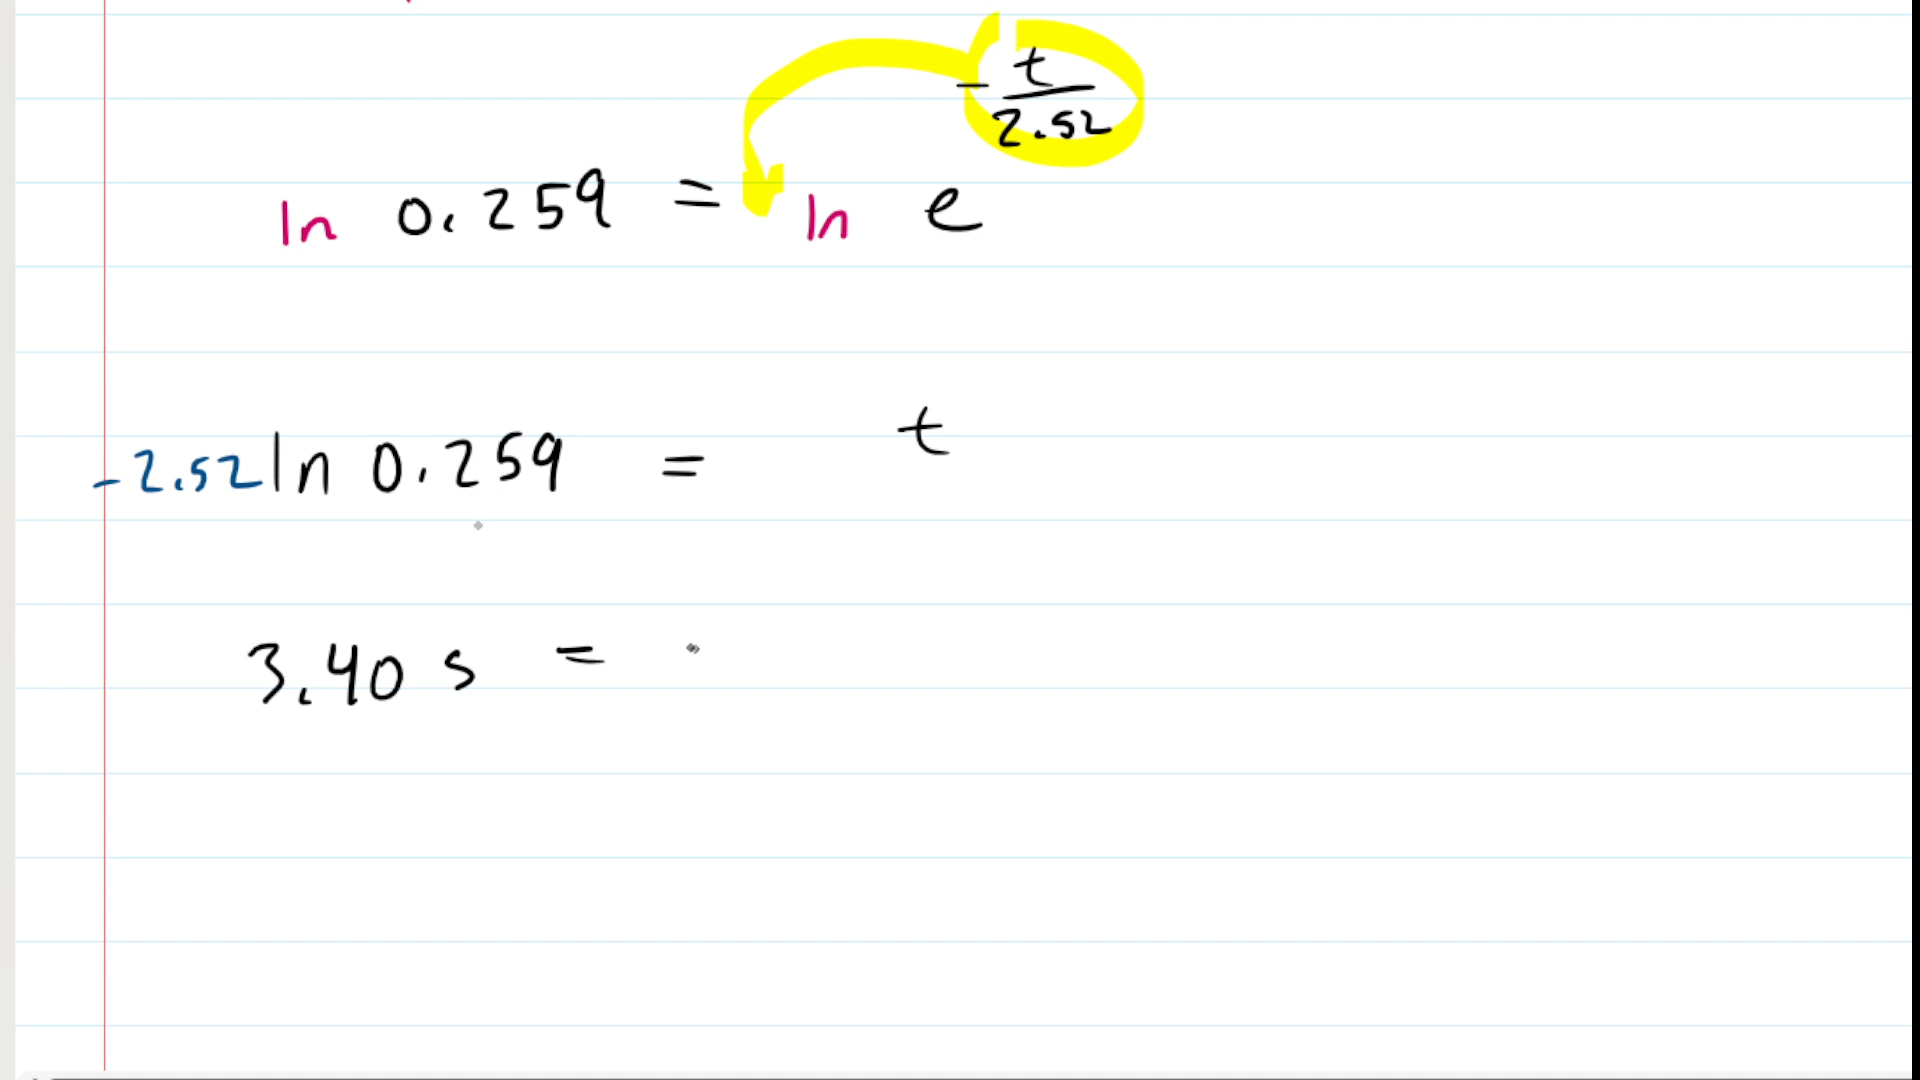 ln 0.259 = ln e^(-t/2.52)
-2.52 ln 0.259 = t
3.40 s =